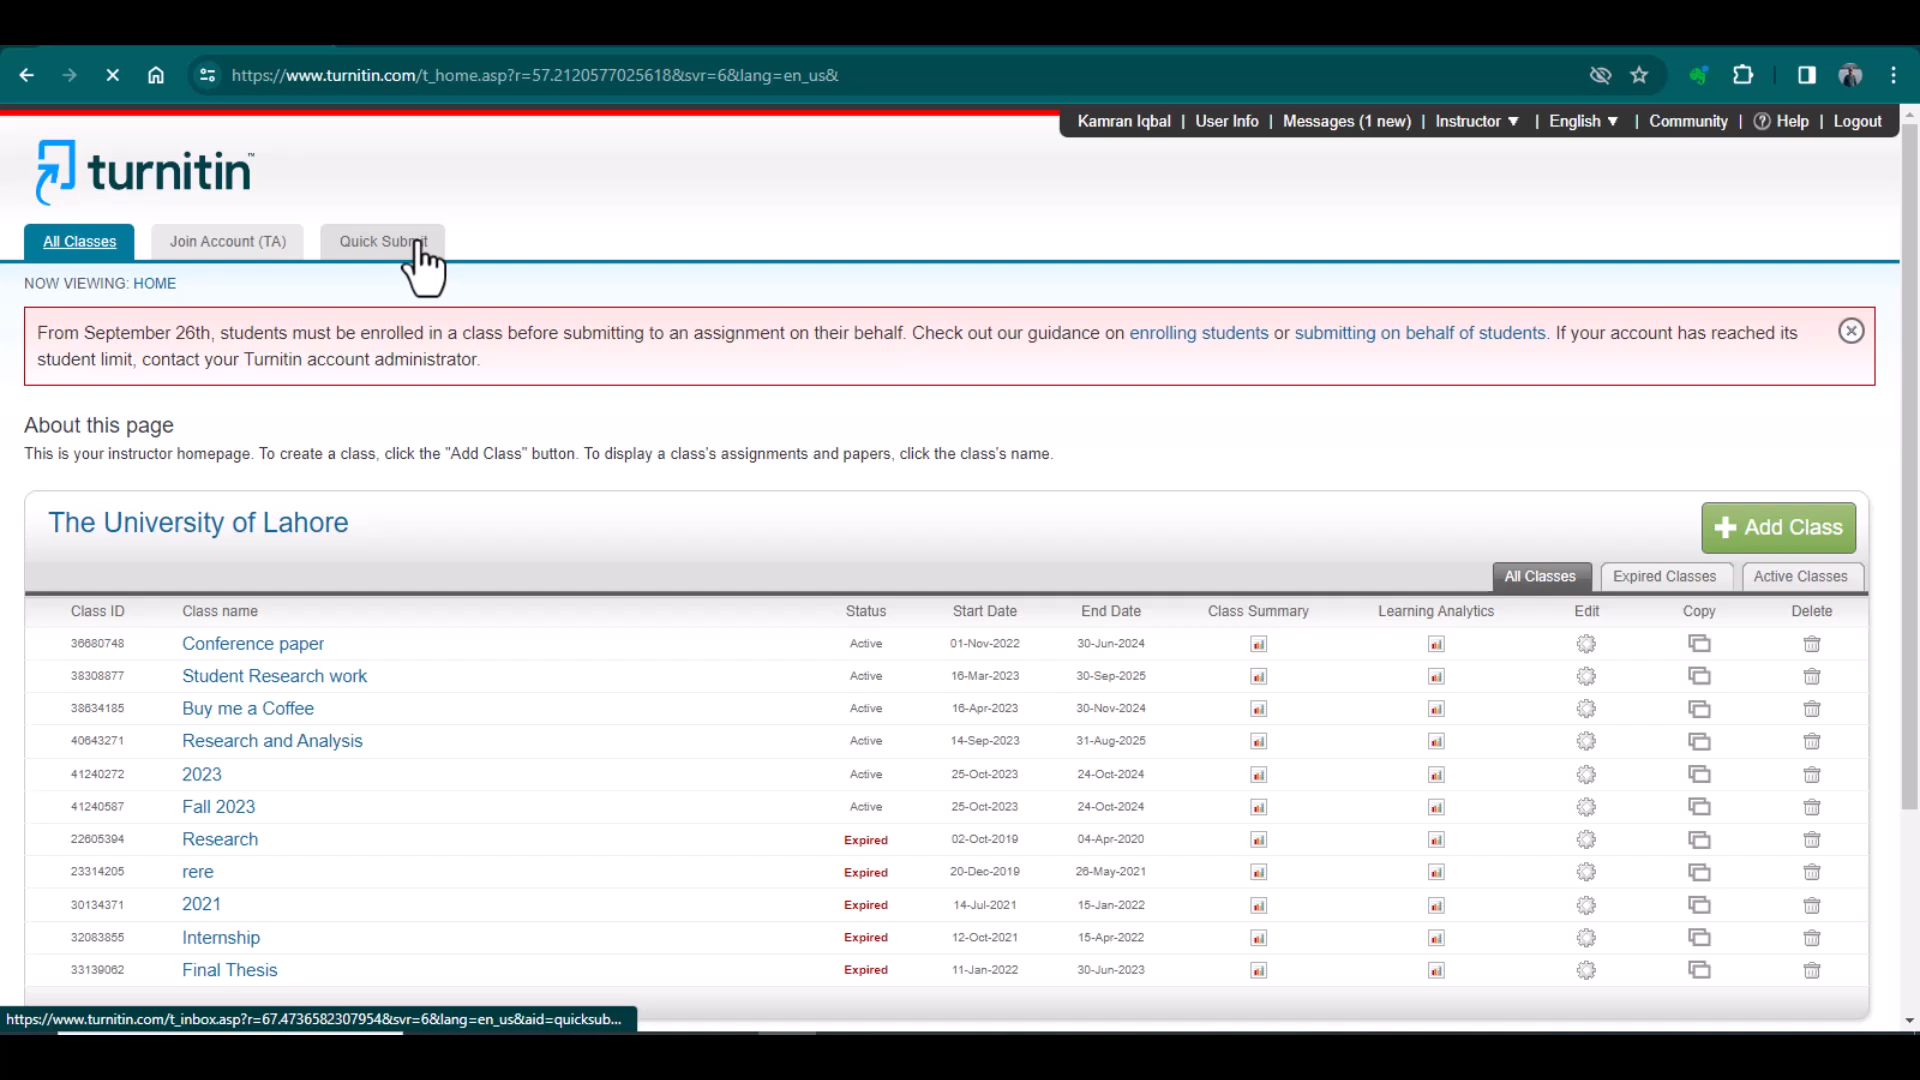 https://www.turnitin.com/t_home.asp?r=57.2120577025618&svr=6&lang=en_us&
Kamran Iqbal | User Info | Messages (1 new) | Instructor ▼ | English ▼ | Community | ? Help | Logout
turnitin™
All Classes Join Account (TA) Quick Submit
NOW VIEWING: HOME
From September 26th, students must be enrolled in a class before submitting to an assignment on their behalf. Check out our guidance on enrolling students or submitting on behalf of students. If your account has reached its
student limit, contact your Turnitin account administrator.
About this page
This is your instructor homepage. To create a class, click the "Add Class" button. To display a class's assignments and papers, click the class's name.
The University of Lahore
Add Class
All Classes Expired Classes Active Classes
Class ID Class name Status Start Date End Date Class Summary Learning Analytics Edit Copy Delete
36680748 Conference paper Active 01-Nov-2022 30-Jun-2024
38308877 Student Research work Active 16-Mar-2023 30-Sep-2025
38634185 Buy me a Coffee Active 16-Apr-2023 30-Nov-2024
40643271 Research and Analysis Active 14-Sep-2023 31-Aug-2025
41240272 2023 Active 25-Oct-2023 24-Oct-2024
41240587 Fall 2023 Active 25-Oct-2023 24-Oct-2024
22605394 Research Expired 02-Oct-2019 04-Apr-2020
23314205 rere Expired 20-Dec-2019 26-May-2021
30134371 2021 Expired 14-Jul-2021 15-Jan-2022
32083855 Internship Expired 12-Oct-2021 15-Apr-2022
33139062 Final Thesis Expired 11-Jan-2022 30-Jun-2023
https://www.turnitin.com/t_inbox.asp?r=67.4736582307954&svr=6&lang=en_us&aid=quicksub...